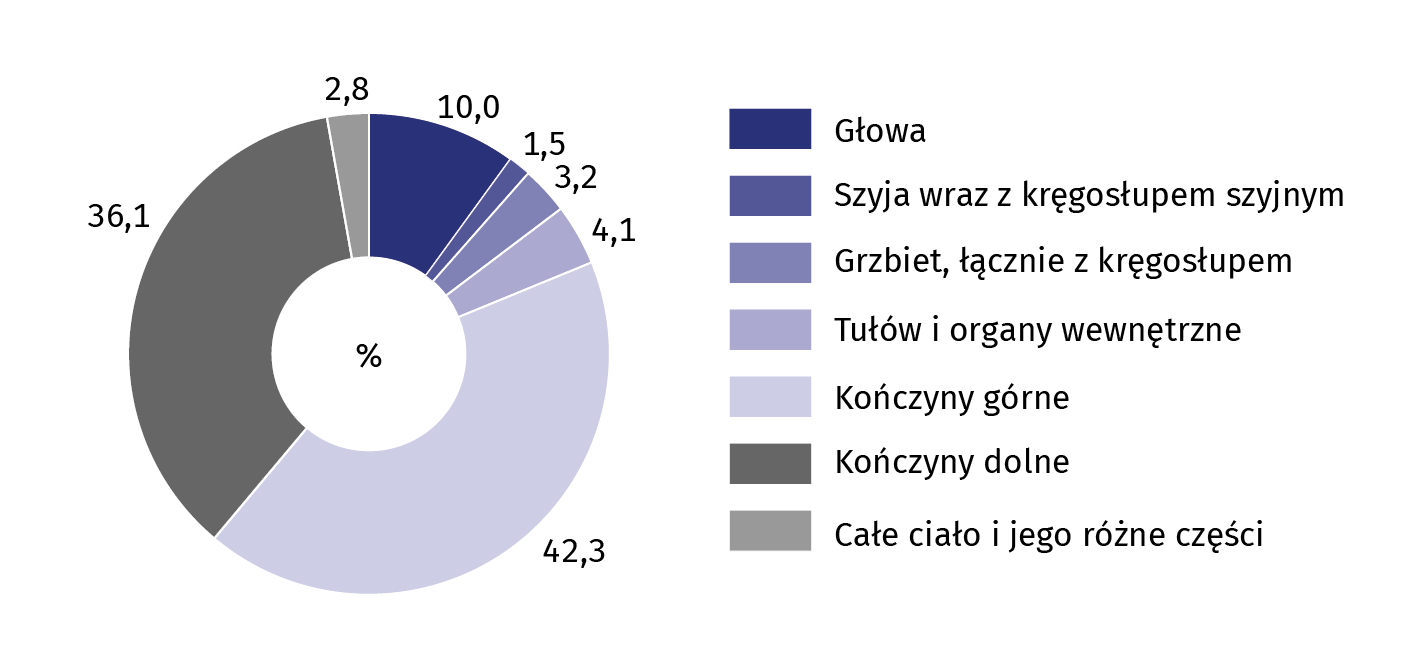 2,8
10,0
1,5
3,2
4,1
36,1
%
42,3
Głowa
Szyja wraz z kręgosłupem szyjnym
Grzbiet, łącznie z kręgosłupem
Tułów i organy wewnętrzne
Kończyny górne
Kończyny dolne
Całe ciało i jego różne części